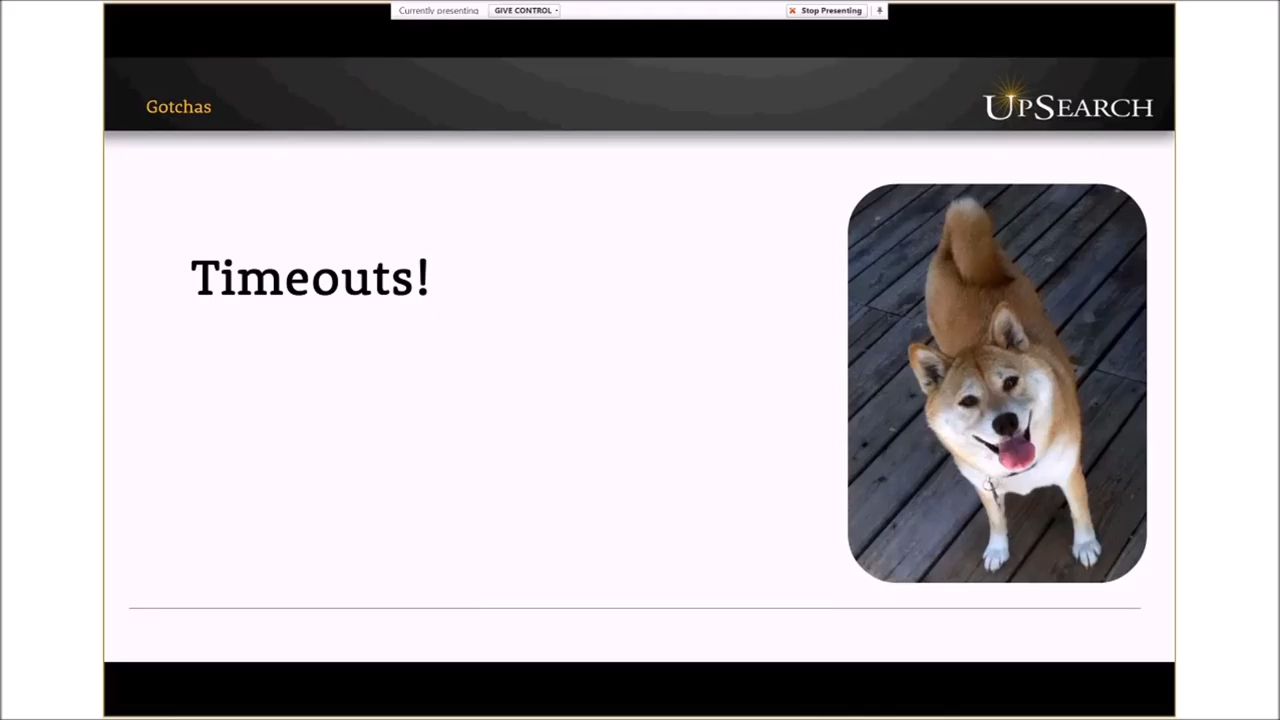 Currently presenting
GIVE CONTROL
Stop Presenting
Gotchas
UPSEARCH
Timeouts!